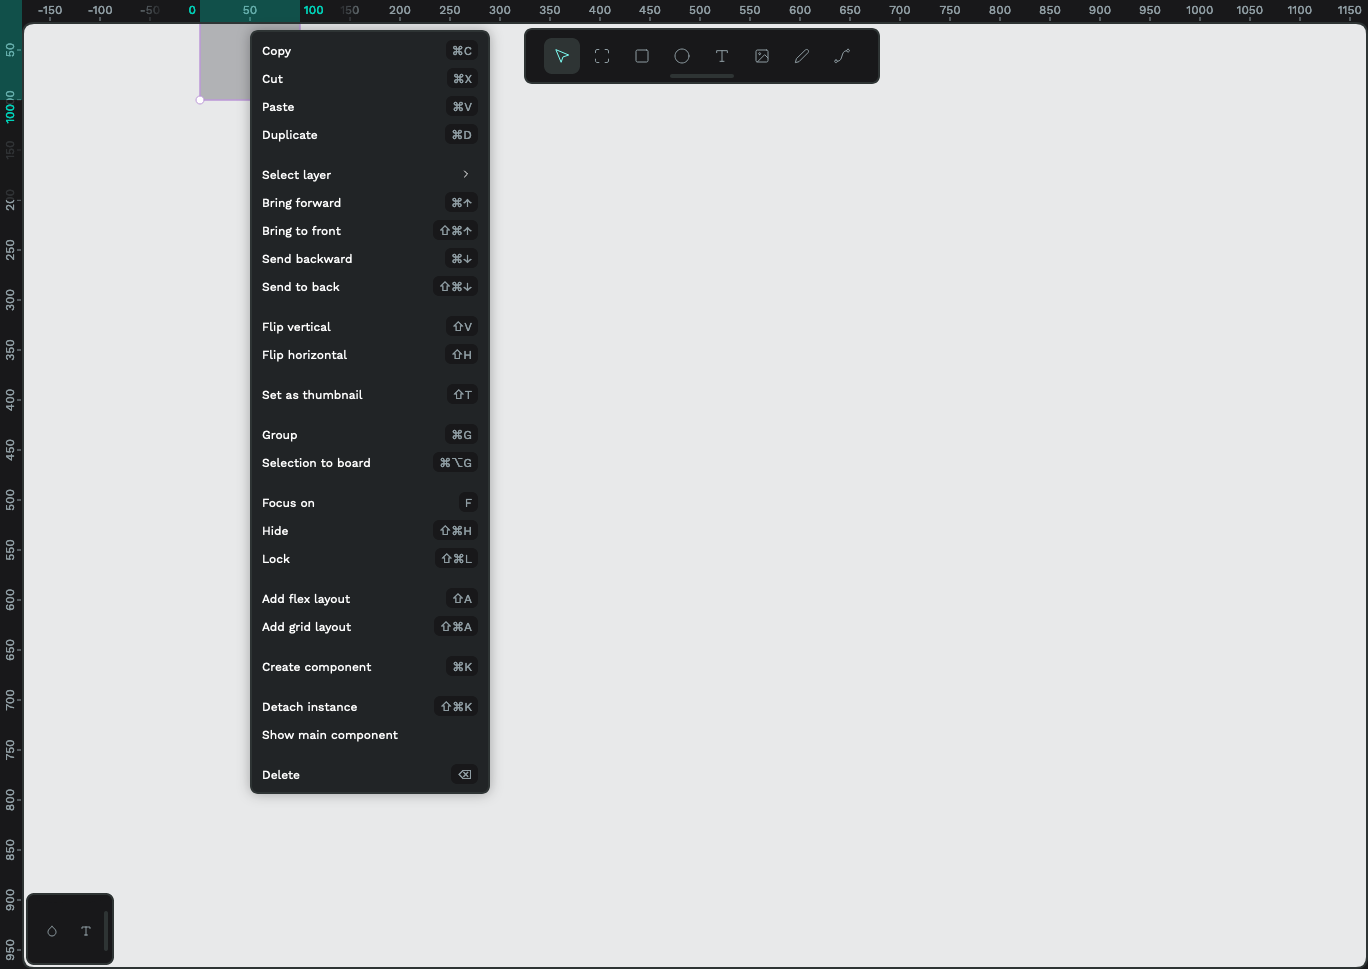 -150 -100 -50 0 50 100 150 200 250 300 350 400 450 500 550 600 650 700 750 800 850 900 950 1000 1050 1100 1150
50
100
150
200
250
300
350
400
450
500
550
600
650
700
750
800
850
900
950
Copy ⌘C
Cut ⌘X
Paste ⌘V
Duplicate ⌘D
Select layer
Bring forward ⌘↑
Bring to front ⇧⌘↑
Send backward ⌘↓
Send to back ⇧⌘↓
Flip vertical ⇧V
Flip horizontal ⇧H
Set as thumbnail ⇧T
Group ⌘G
Selection to board ⌘⌥G
Focus on F
Hide ⇧⌘H
Lock ⇧⌘L
Add flex layout ⇧A
Add grid layout ⇧⌘A
Create component ⌘K
Detach instance ⇧⌘K
Show main component
Delete ⌫